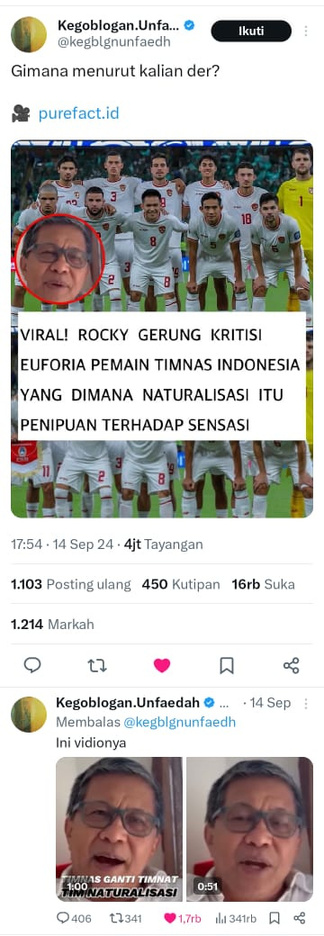 Kegoblogan.Unfa...
Ikuti
@kegblgnunfaedh
Gimana menurut kalian der?
purefact.id
VIRAL! ROCKY GERUNG KRITISI
EUFORIA PEMAIN TIMNAS INDONESIA
YANG DIMANA NATURALISASI ITU
PENIPUAN TERHADAP SENSASI
17:54 · 14 Sep 24 · 4jt Tayangan
1.103 Posting ulang 450 Kutipan 16rb Suka
1.214 Markah
Kegoblogan.Unfaedah ... · 14 Sep
Membalas @kegblgnunfaedh
Ini vidionya
TIMNAS GANTI TIMNAT
TIM NATURALISASI
1:00
0:51
406 341 1,7rb 341rb